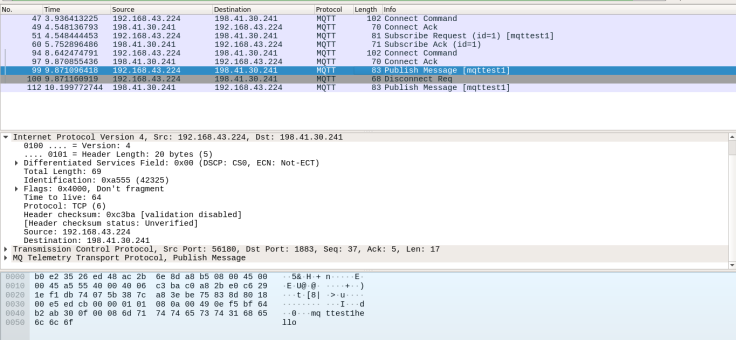 No. Time Source Destination Protocol Length Info
47 3.936413225 192.168.43.224 198.41.30.241 MQTT 102 Connect Command
49 4.548136793 198.41.30.241 192.168.43.224 MQTT 70 Connect Ack
51 4.548444453 192.168.43.224 198.41.30.241 MQTT 81 Subscribe Request (id=1) [mqttest1]
60 5.752896486 198.41.30.241 192.168.43.224 MQTT 71 Subscribe Ack (id=1)
94 8.642474791 192.168.43.224 198.41.30.241 MQTT 102 Connect Command
97 9.870855436 198.41.30.241 192.168.43.224 MQTT 70 Connect Ack
99 9.871096418 192.168.43.224 198.41.30.241 MQTT 83 Publish Message [mqttest1]
100 9.871160919 192.168.43.224 198.41.30.241 MQTT 68 Disconnect Req
112 10.199772744 198.41.30.241 192.168.43.224 MQTT 83 Publish Message [mqttest1]
Internet Protocol Version 4, Src: 192.168.43.224, Dst: 198.41.30.241
0100 .... = Version: 4
.... 0101 = Header Length: 20 bytes (5)
Differentiated Services Field: 0x00 (DSCP: CS0, ECN: Not-ECT)
Total Length: 69
Identification: 0xa555 (42325)
Flags: 0x4000, Don't fragment
Time to live: 64
Protocol: TCP (6)
Header checksum: 0xc3ba [validation disabled]
[Header checksum status: Unverified]
Source: 192.168.43.224
Destination: 198.41.30.241
Transmission Control Protocol, Src Port: 56180, Dst Port: 1883, Seq: 37, Ack: 5, Len: 17
MQ Telemetry Transport Protocol, Publish Message
0000 b0 e2 35 26 ed 48 ac 2b 6e 8d a8 b5 08 00 45 00 ··5&·H·+ n·····E·
0010 00 45 a5 55 40 00 40 06 c3 ba c0 a8 2b e0 c6 29 ·E·U@·@· ····+··)
0020 1e f1 db 74 07 5b 38 7c a8 3e be 75 83 8d 80 18 ···t·[8| ·>·u····
0030 00 e5 ed cb 00 00 01 01 08 0a 00 49 0e f5 bf 64 ········ ···I···d
0040 b2 ab 30 0f 00 08 6d 71 74 74 65 73 74 31 68 65 ··0···mq ttest1he
0050 6c 6c 6f llo